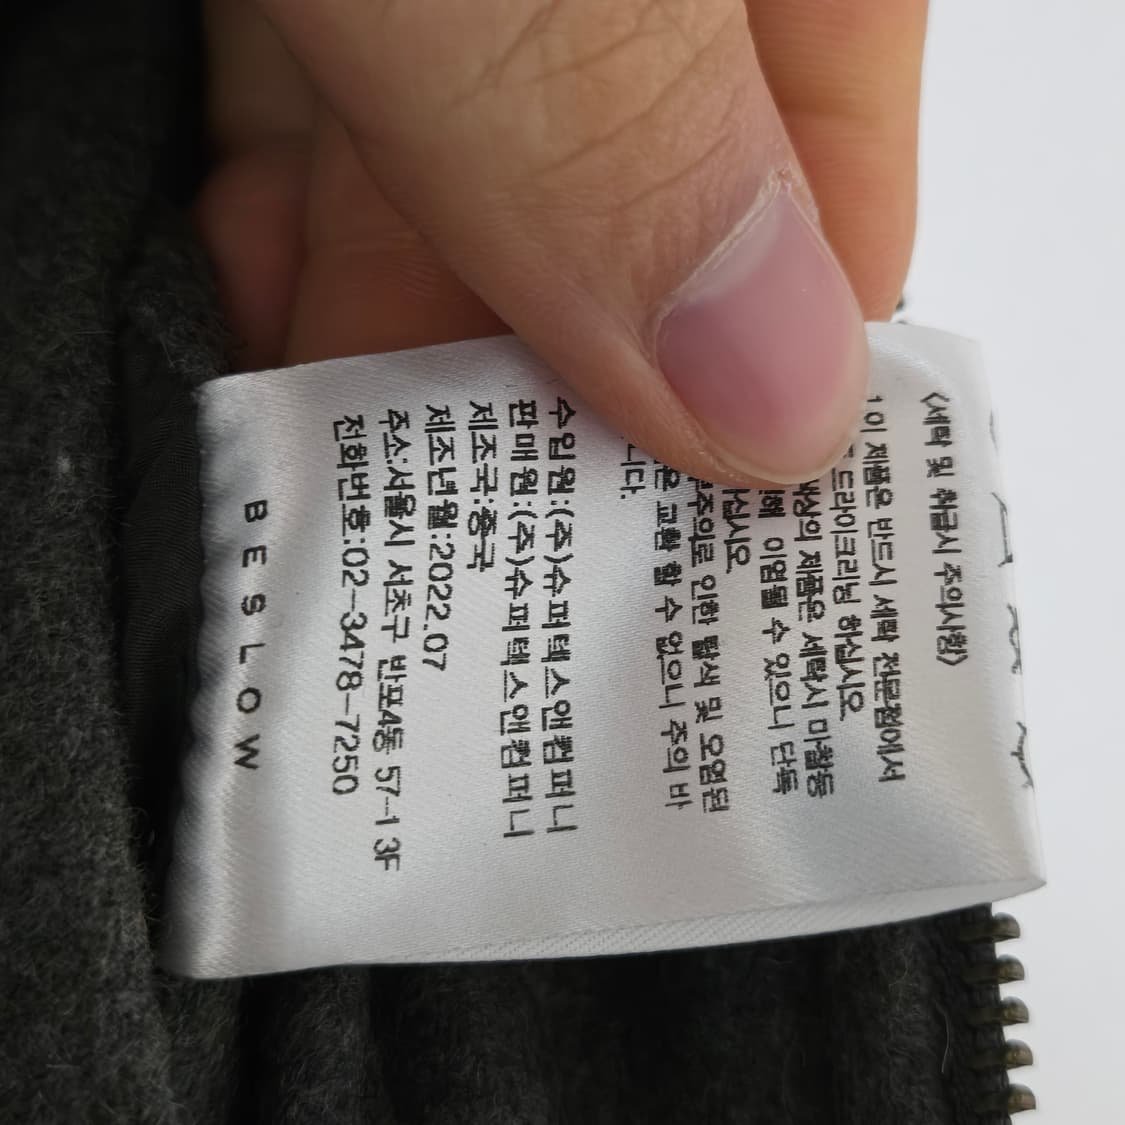 <세탁 및 취급시 주의사항>
1.이 제품은 반드시 세탁 전문점에서
드라이크리닝 하십시오
색상의 제품은 세탁시 마찰등
이염될 수 있으니 단독
하십시오
부주의로 인한 탈색 및 오염된
교환 할 수 없으니 주의 바
니다.
수입원:(주)슈퍼텍스앤컴퍼니
판매원:(주)슈퍼텍스앤컴퍼니
제조국:중국
제조년월:2022.07
주소:서울시 서초구 반포4동 57-1 3F
전화번호:02-3478-7250
BESLOW